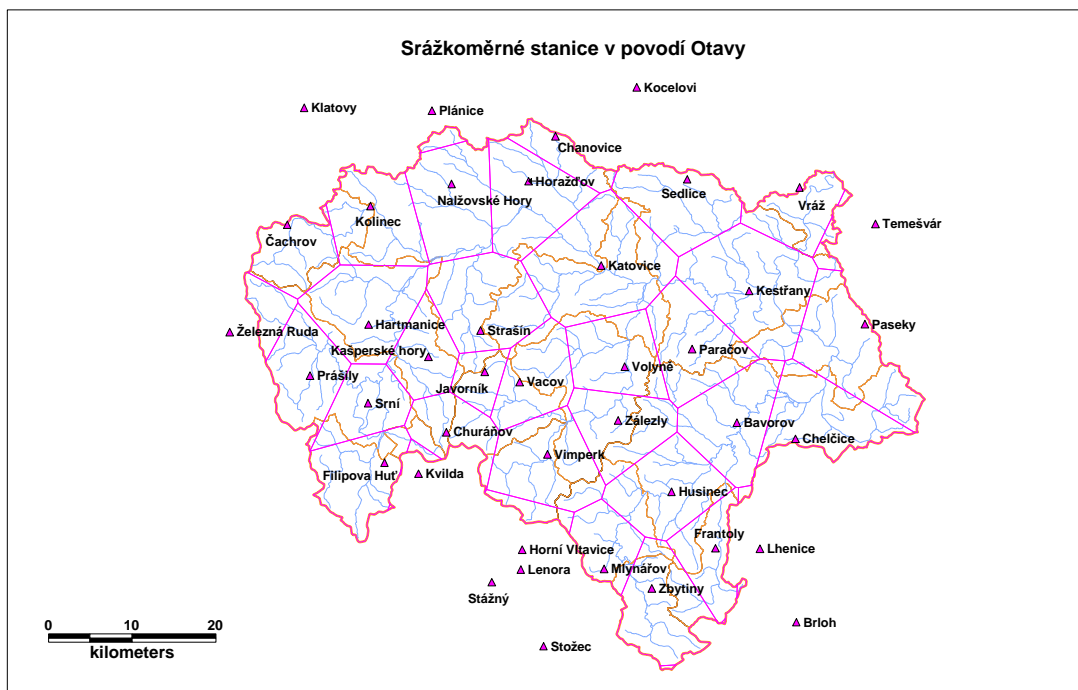 Srážkoměrné stanice v povodí Otavy
Kocelovi
Klatovy
Plánice
Chanovice
Horažďov
Sedlice
Nalžovské Hory
Vráž
Kolinec
Temešvár
Čachrov
Katovice
Kestřany
Hartmanice
Paseky
Železná Ruda
Strašin
Kašperské hory
Paračov
Volyně
Prášily
Javorník
Vacov
Srní
Zálezly
Bavorov
Churáňov
Chelčice
Vimperk
Filipova Huť
Kvilda
Husinec
Frantoly
Horní Vltavice
Lhenice
Lenora
Mlynářov
Zbytiny
Stážný
Brloh
0 10 20
kilometers
Stožec